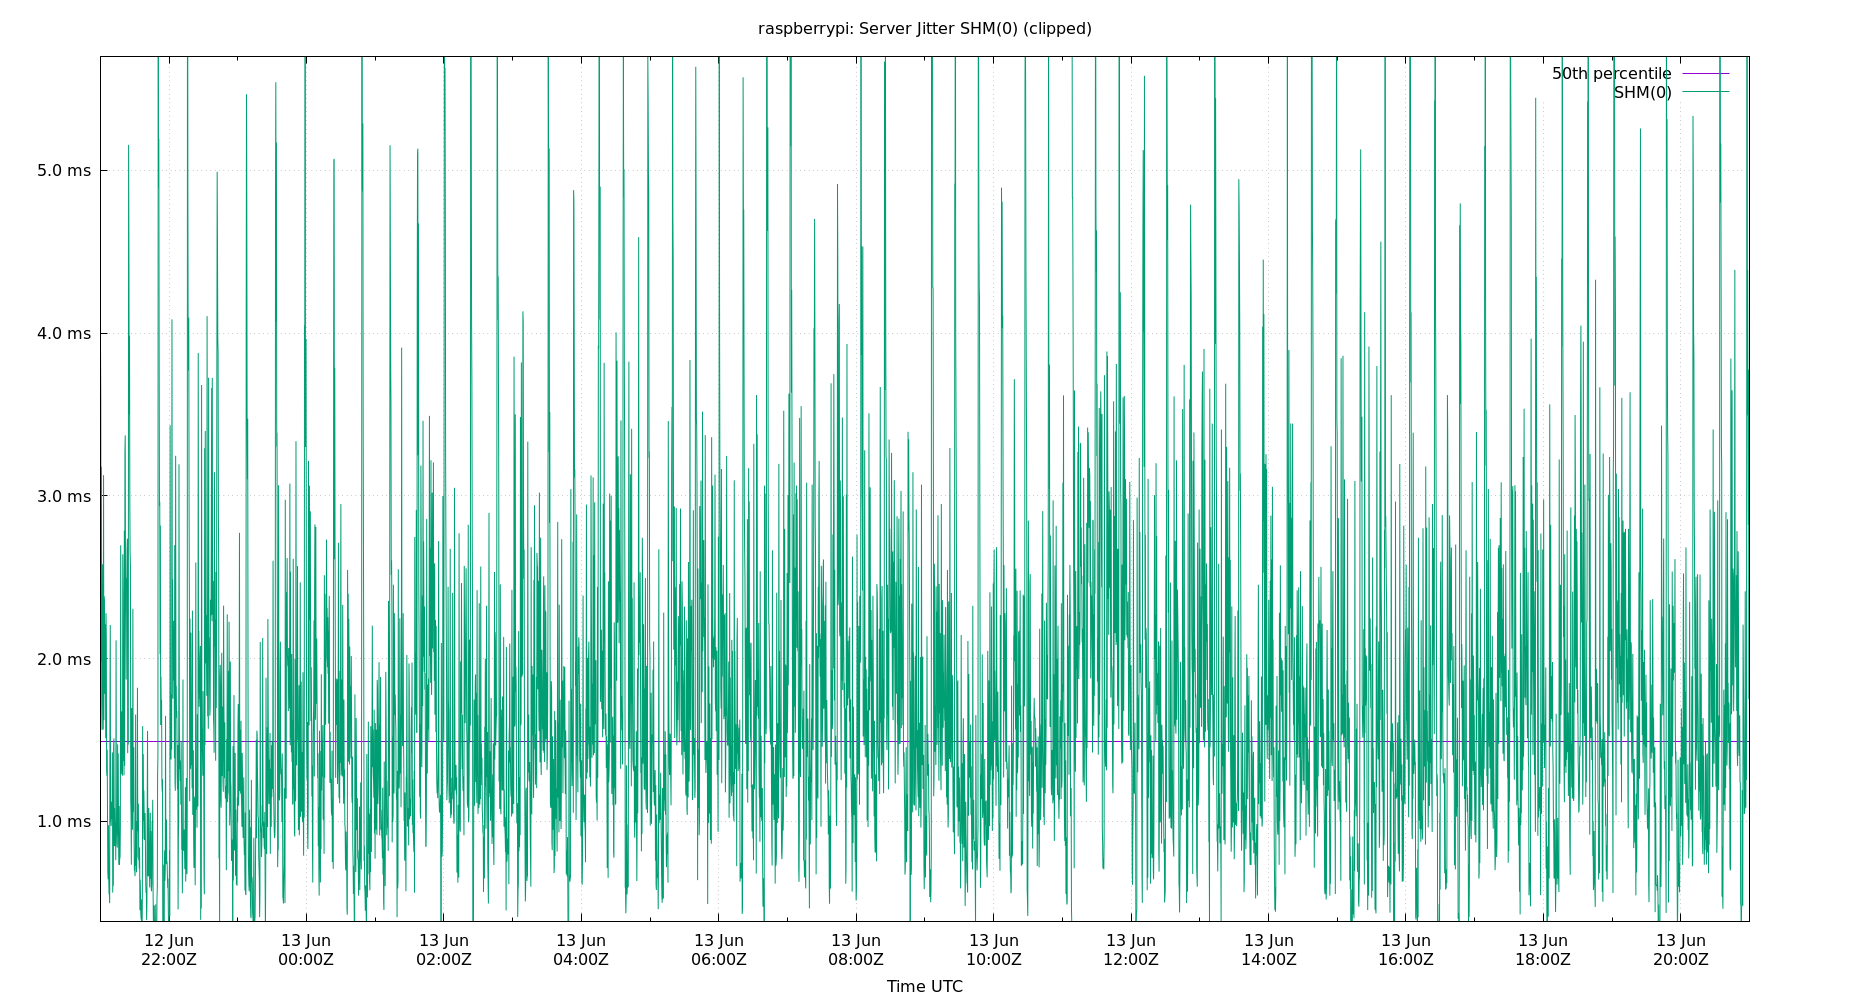 raspberrypi: Server Jitter SHM(0) (clipped)
50th percentile
SHM(0)
5.0 ms
4.0 ms
3.0 ms
2.0 ms
1.0 ms
12 Jun 13 Jun 13 Jun 13 Jun 13 Jun 13 Jun 13 Jun 13 Jun 13 Jun 13 Jun 13 Jun 13 Jun
22:00Z 00:00Z 02:00Z 04:00Z 06:00Z 08:00Z 10:00Z 12:00Z 14:00Z 16:00Z 18:00Z 20:00Z
Time UTC